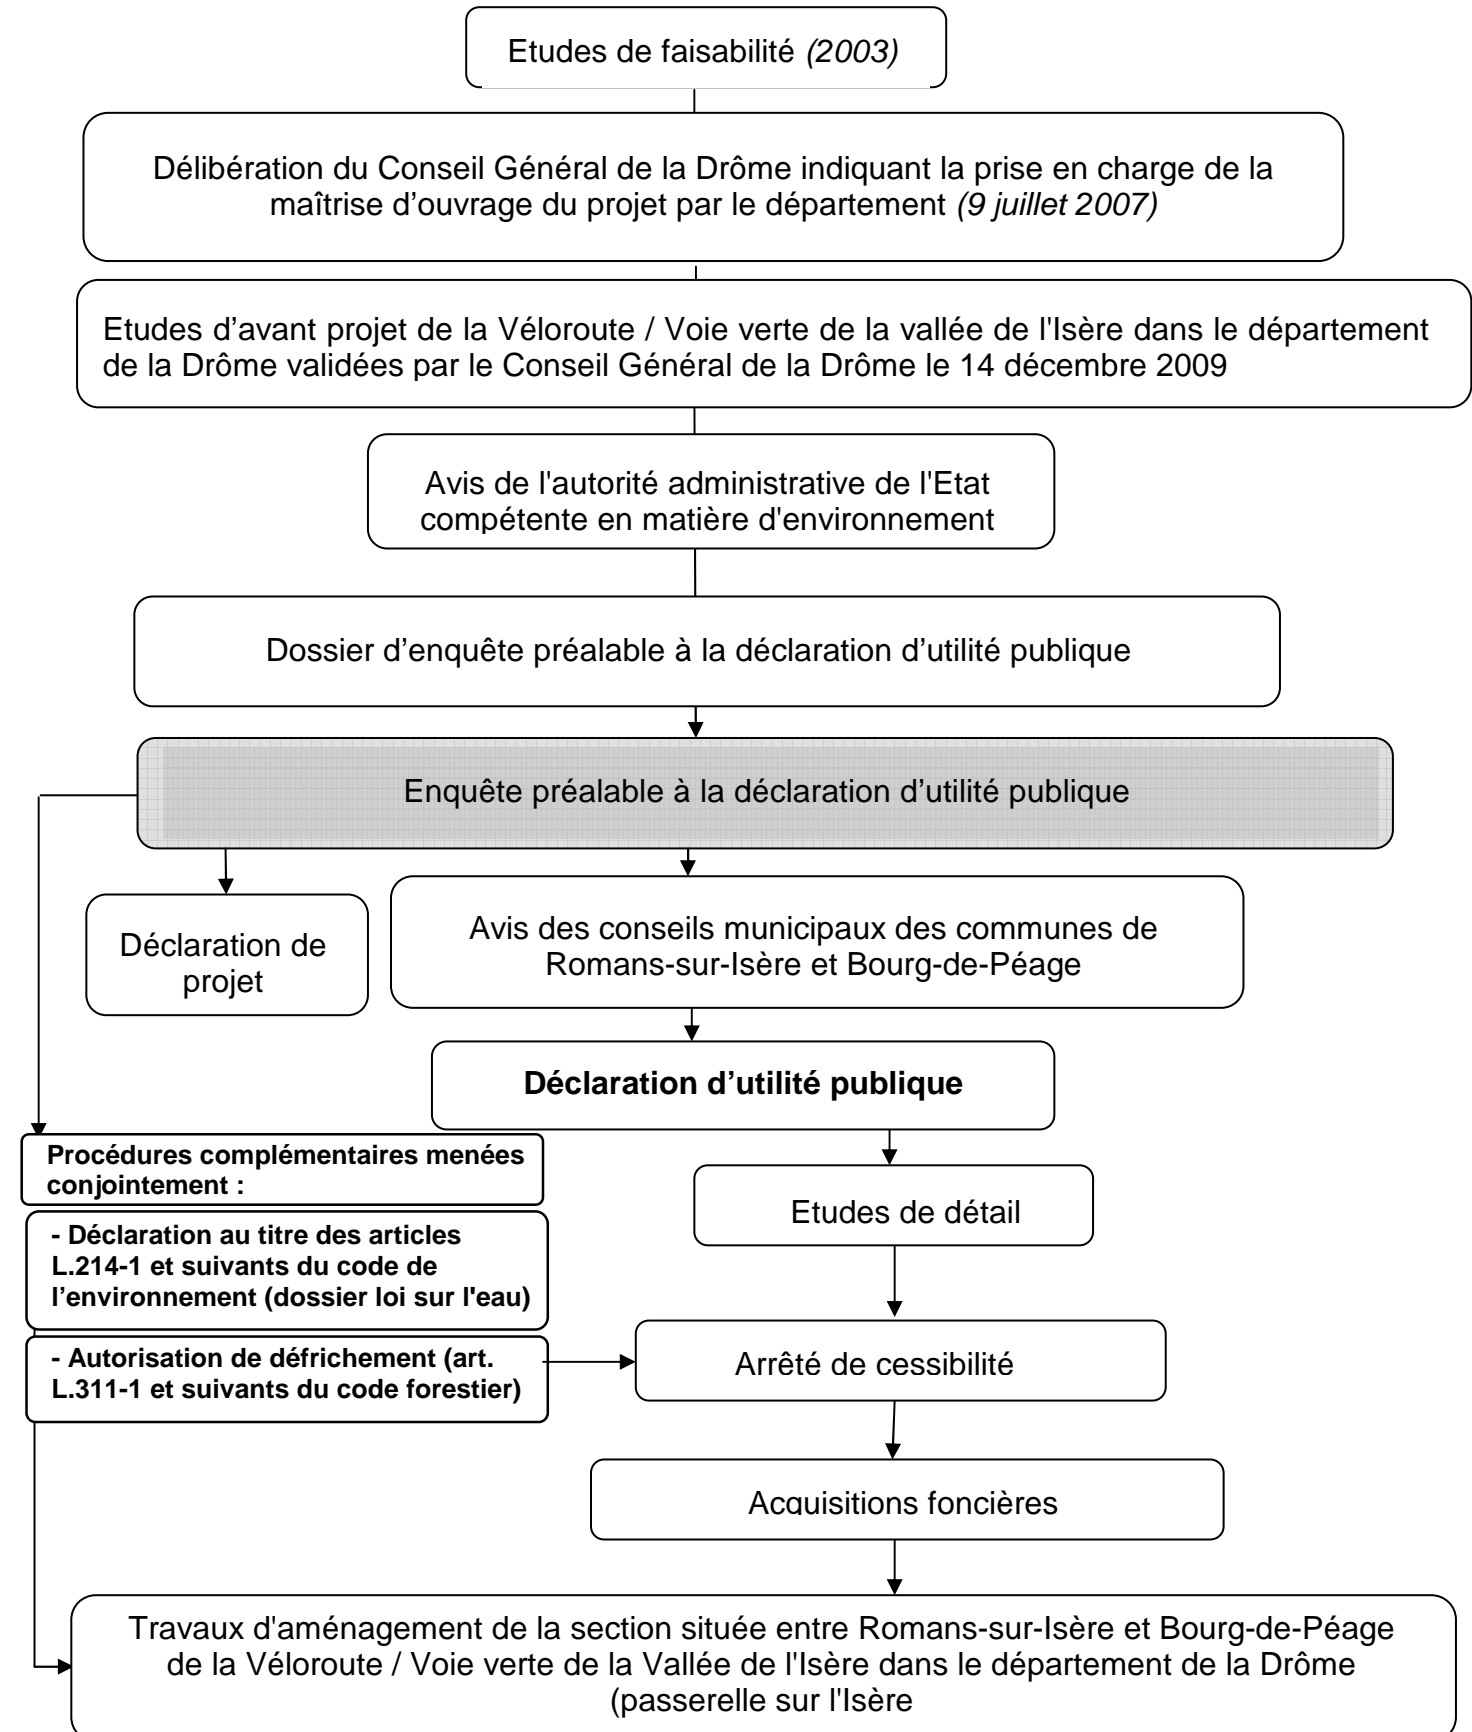 Etudes de faisabilité (2003)
Délibération du Conseil Général de la Drôme indiquant la prise en charge de la
maîtrise d’ouvrage du projet par le département (9 juillet 2007)
Etudes d’avant projet de la Véloroute / Voie verte de la vallée de l'Isère dans le département
de la Drôme validées par le Conseil Général de la Drôme le 14 décembre 2009
Avis de l'autorité administrative de l'Etat
compétente en matière d'environnement
Dossier d’enquête préalable à la déclaration d’utilité publique
Enquête préalable à la déclaration d’utilité publique
Déclaration de
projet
Avis des conseils municipaux des communes de
Romans-sur-Isère et Bourg-de-Péage
Déclaration d’utilité publique
Procédures complémentaires menées
conjointement :
- Déclaration au titre des articles
L.214-1 et suivants du code de
l’environnement (dossier loi sur l'eau)
- Autorisation de défrichement (art.
L.311-1 et suivants du code forestier)
Etudes de détail
Arrêté de cessibilité
Acquisitions foncières
Travaux d'aménagement de la section située entre Romans-sur-Isère et Bourg-de-Péage
de la Véloroute / Voie verte de la Vallée de l'Isère dans le département de la Drôme
(passerelle sur l'Isère